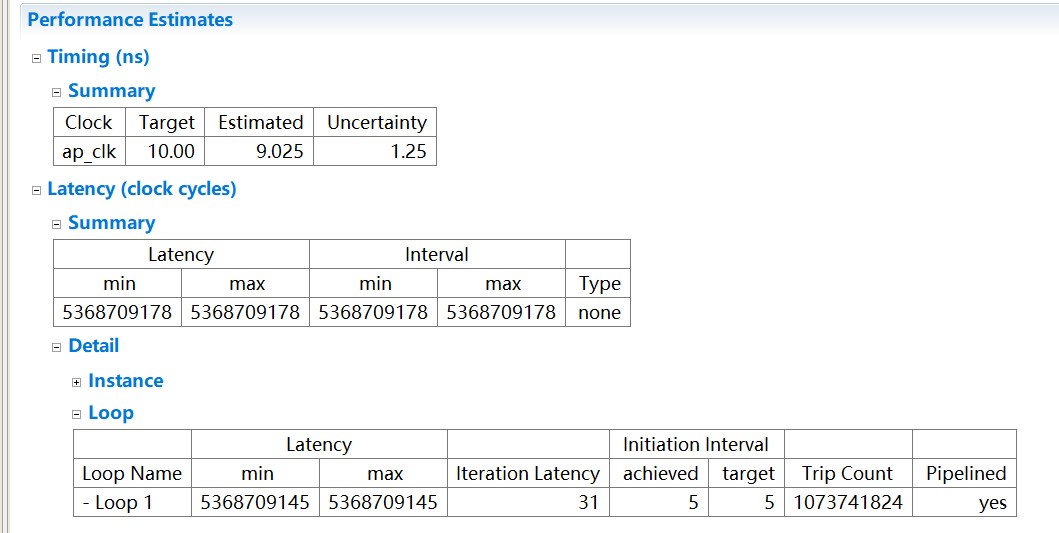 Performance Estimates
Timing (ns)
Summary
Clock Target Estimated Uncertainty
ap_clk 10.00 9.025 1.25
Latency (clock cycles)
Summary
Latency Interval
min max min max Type
5368709178 5368709178 5368709178 5368709178 none
Detail
Instance
Loop
Latency Initiation Interval
Loop Name min max Iteration Latency achieved target Trip Count Pipelined
- Loop 1 5368709145 5368709145 31 5 5 1073741824 yes